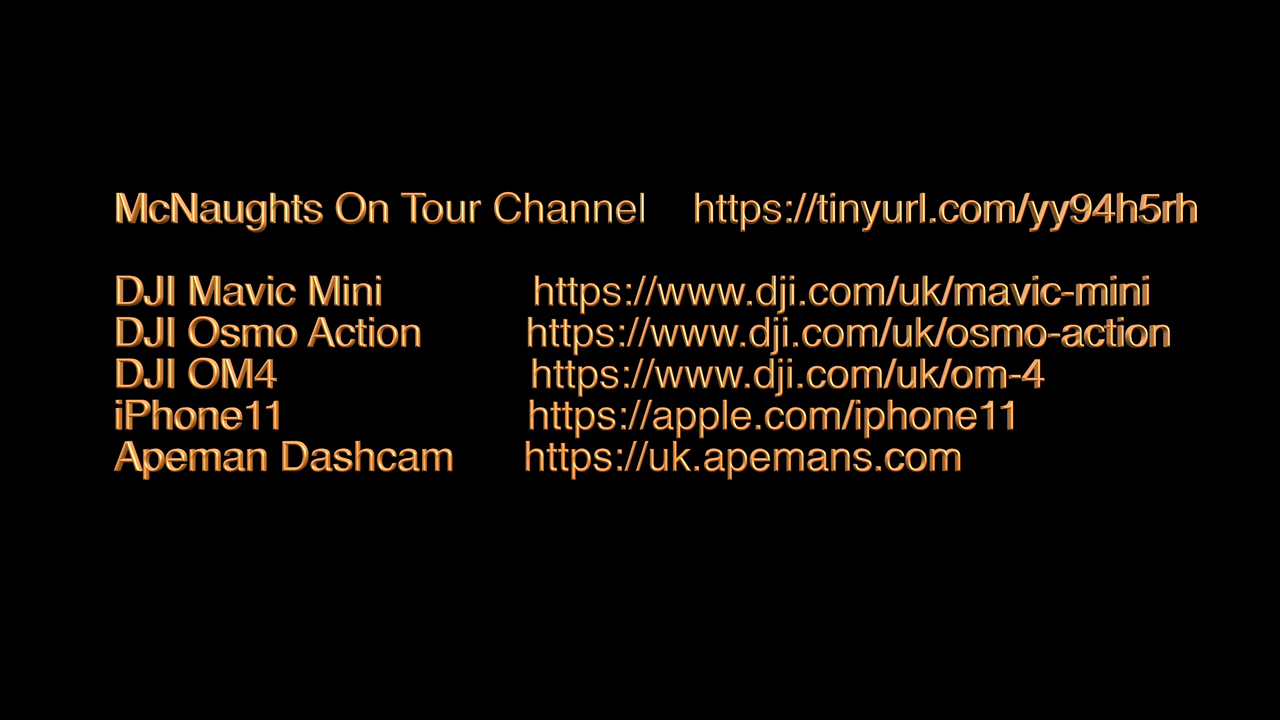 McNaughts On Tour Channel https://tinyurl.com/yy94h5rh
DJI Mavic Mini https://www.dji.com/uk/mavic-mini
DJI Osmo Action https://www.dji.com/uk/osmo-action
DJI OM4 https://www.dji.com/uk/om-4
iPhone11 https://apple.com/iphone11
Apeman Dashcam https://uk.apemans.com